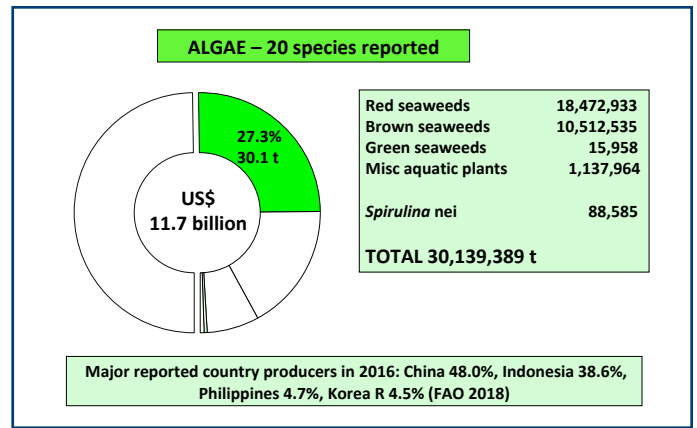 ALGAE – 20 species reported
27.3%
30.1 t
US$
11.7 billion
Red seaweeds 18,472,933
Brown seaweeds 10,512,535
Green seaweeds 15,958
Misc aquatic plants 1,137,964
Spirulina nei 88,585
TOTAL 30,139,389 t
Major reported country producers in 2016: China 48.0%, Indonesia 38.6%,
Philippines 4.7%, Korea R 4.5% (FAO 2018)